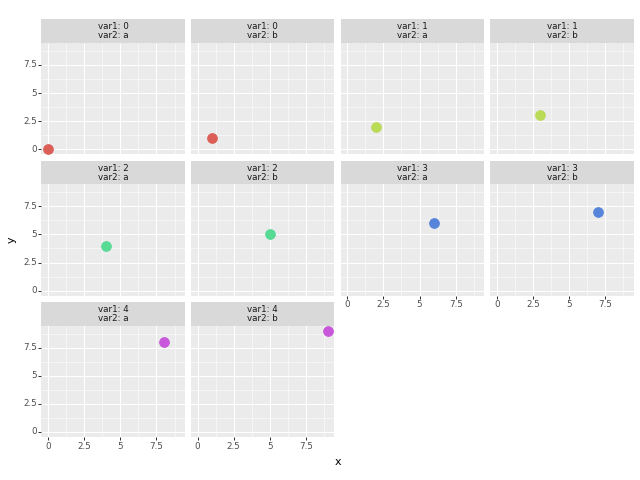 var1: 0
var2: a
var1: 0
var2: b
var1: 1
var2: a
var1: 1
var2: b
7.5
5
2.5
0
var1: 2
var2: a
var1: 2
var2: b
var1: 3
var2: a
var1: 3
var2: b
7.5
5
2.5
0
y
0 2.5 5 7.5
0 2.5 5 7.5
var1: 4
var2: a
var1: 4
var2: b
7.5
5
2.5
0
0 2.5 5 7.5
0 2.5 5 7.5
x